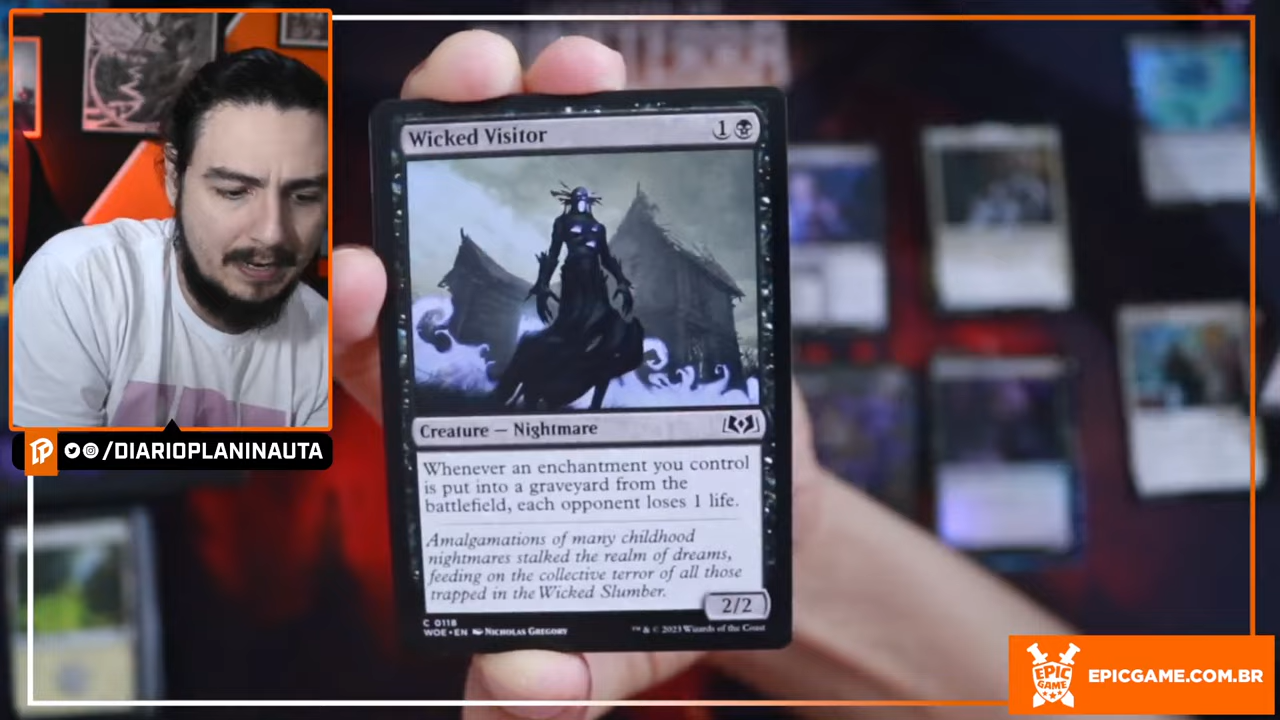 Wicked Visitor
1
Creature — Nightmare
Whenever an enchantment you control
is put into a graveyard from the
battlefield, each opponent loses 1 life.
Amalgamations of many childhood
nightmares stalked the realm of dreams,
feeding on the collective terror of all those
trapped in the Wicked Slumber.
2/2
C 0118
WOE • EN NICHOLAS GREGORY
™ & © 2023 Wizards of the Coast
/DIARIOPLANINAUTA
EPIC
GAME
EPICGAME.COM.BR